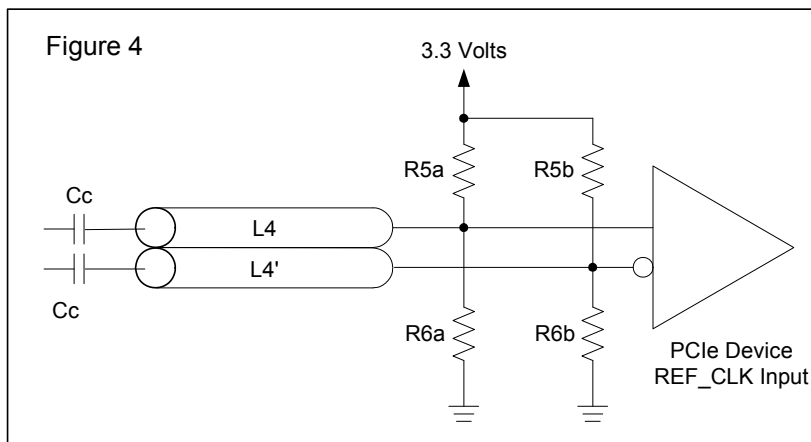 Figure 4
3.3 Volts
R5a
R5b
Cc
L4
L4'
Cc
R6a
R6b
PCIe Device
REF_CLK Input